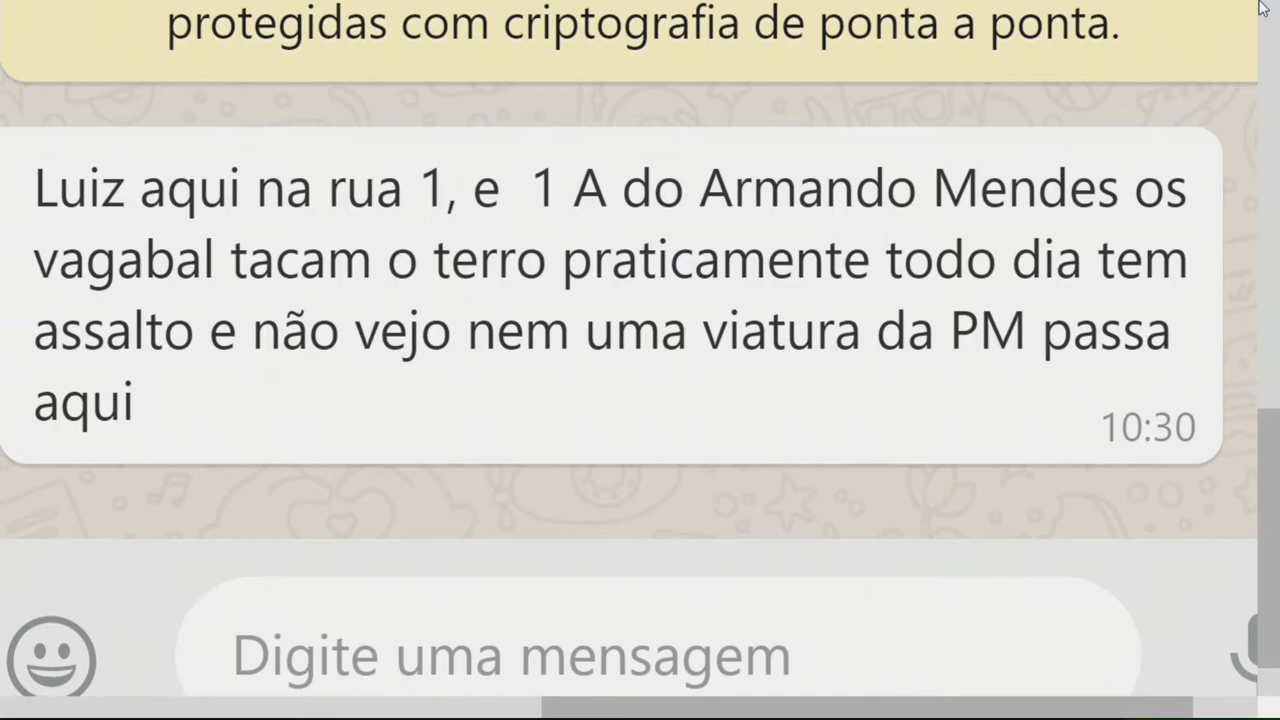 protegidas com criptografia de ponta a ponta.
Luiz aqui na rua 1, e  1 A do Armando Mendes os
vagabal tacam o terro praticamente todo dia tem
assalto e não vejo nem uma viatura da PM passa
aqui
10:30
Digite uma mensagem